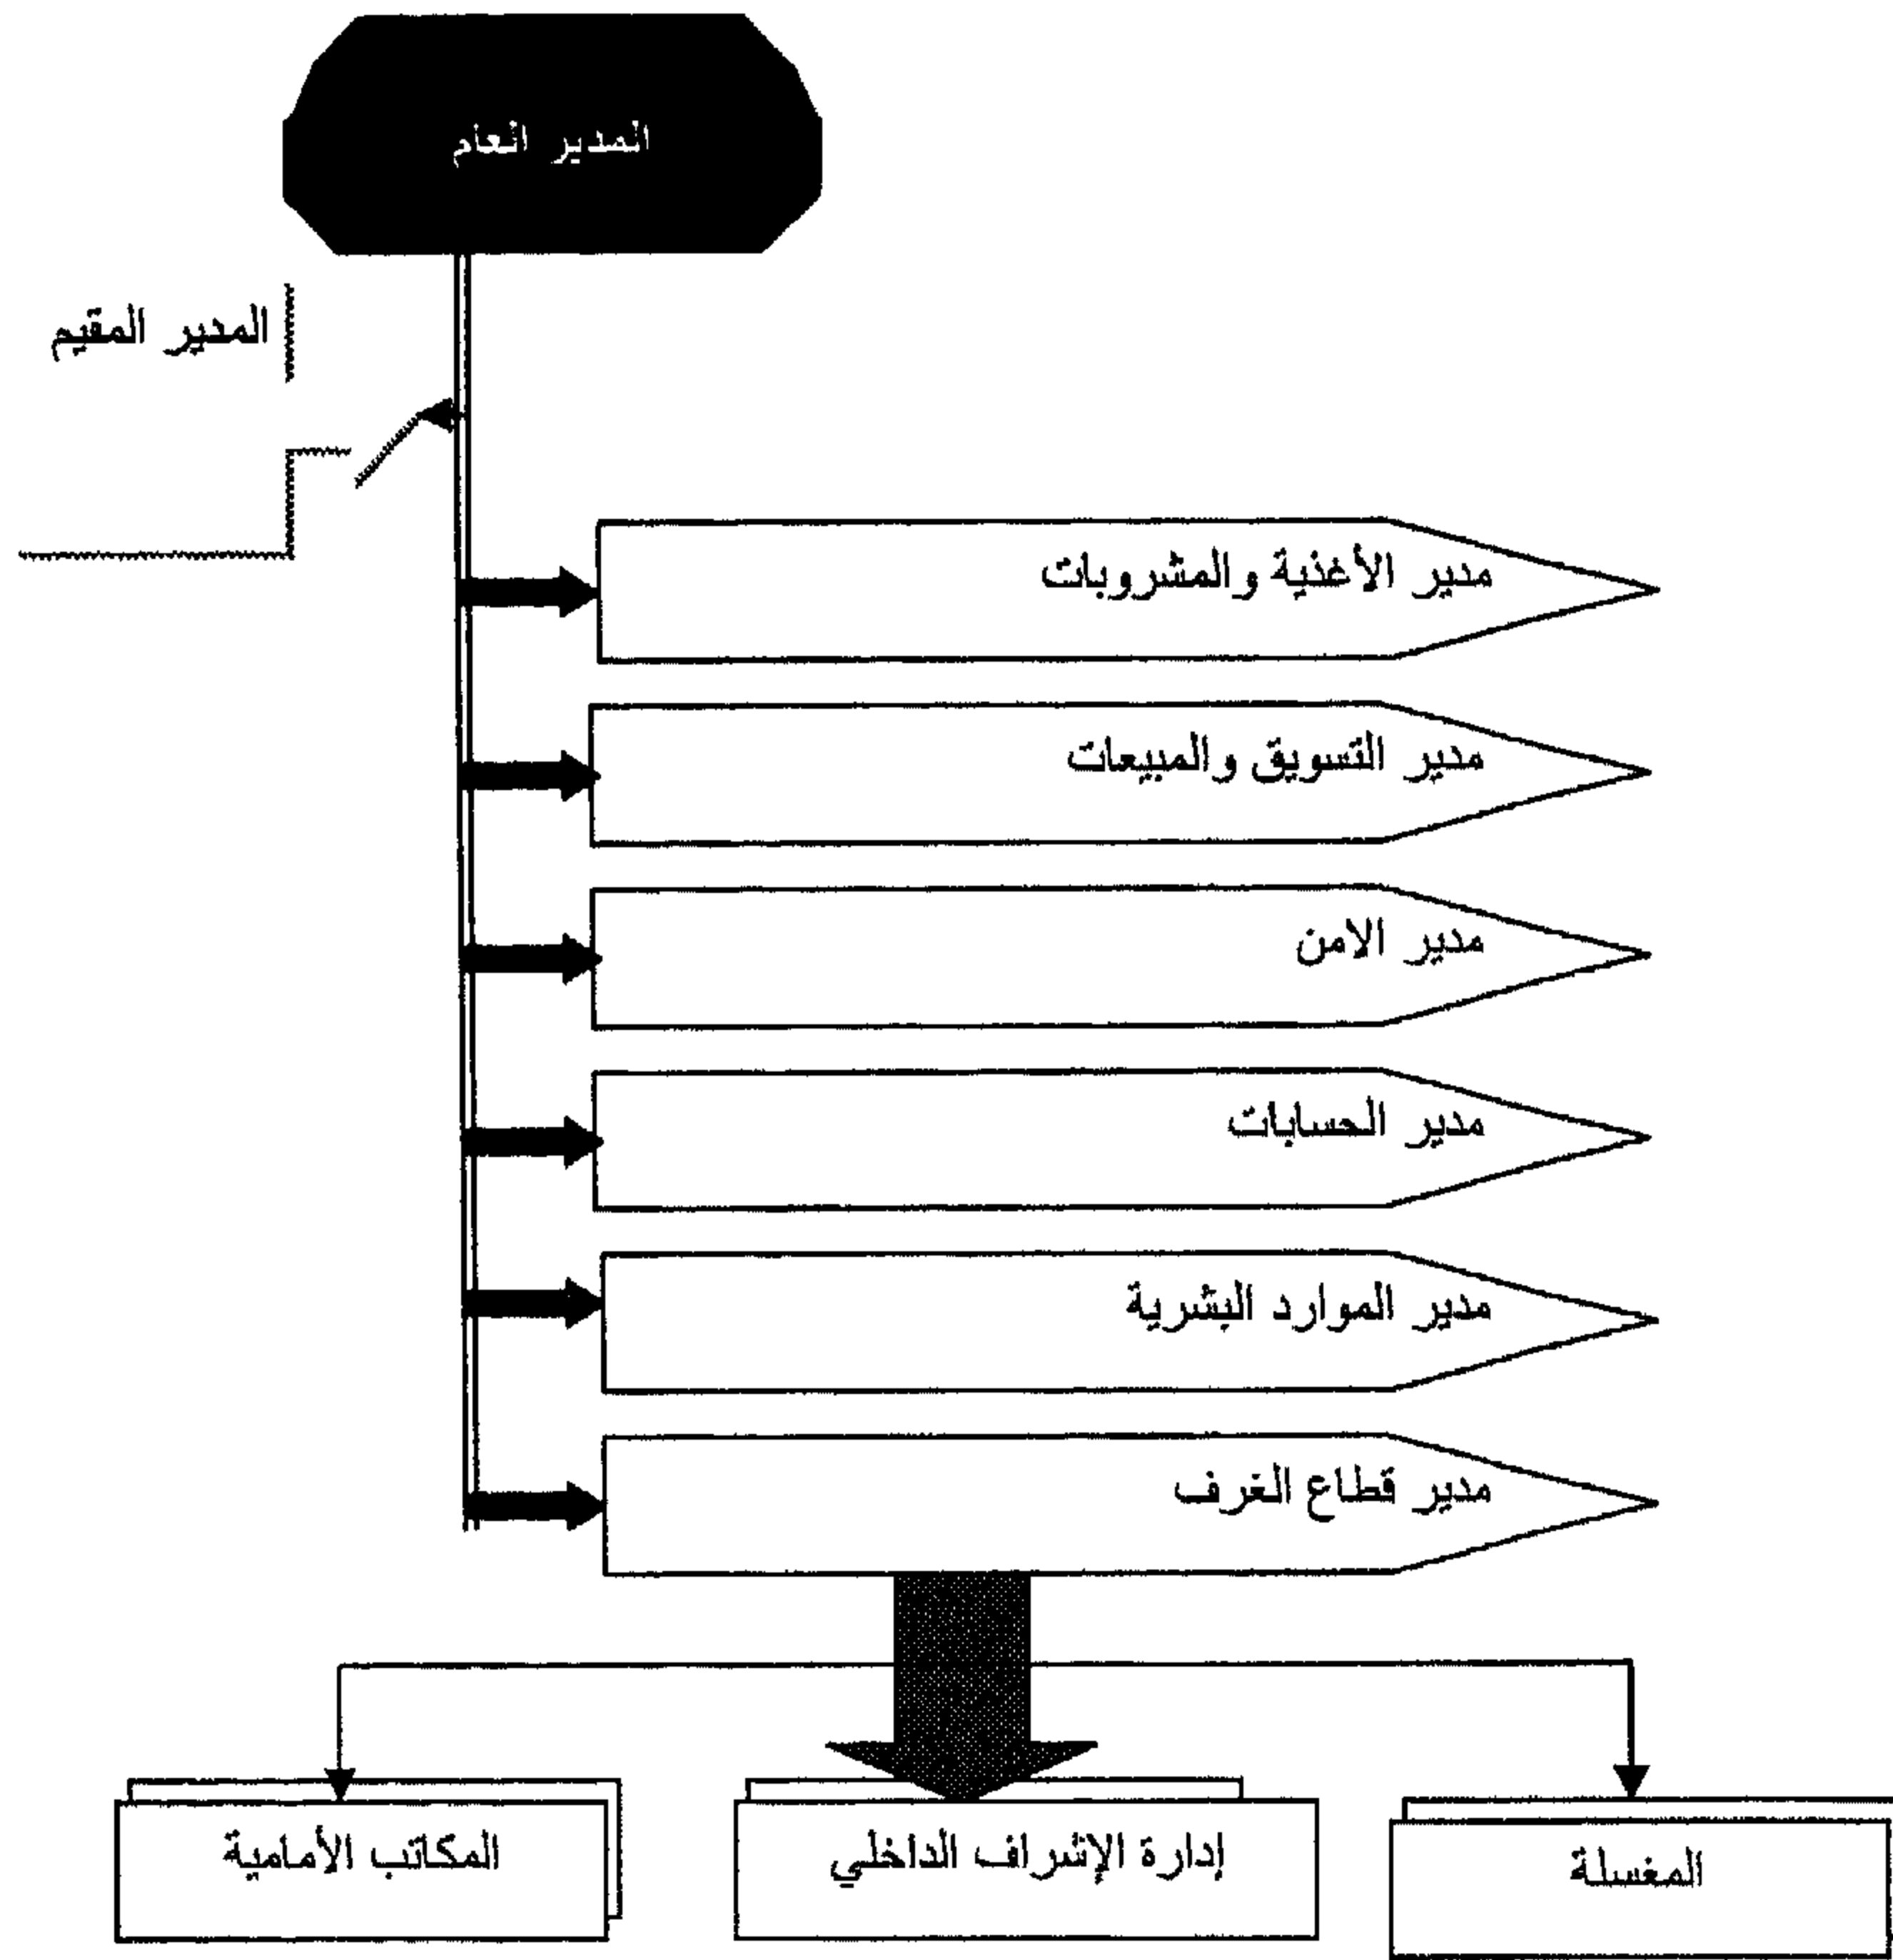 المدير العام
المدير المقيم
مدير الأغذية والمشروبات
مدير التسويق والمبيعات
مدير الامن
مدير الحسابات
مدير الموارد البشرية
مدير قطاع الغرف
المغسلة
إدارة الإشراف الداخلي
المكاتب الأمامية